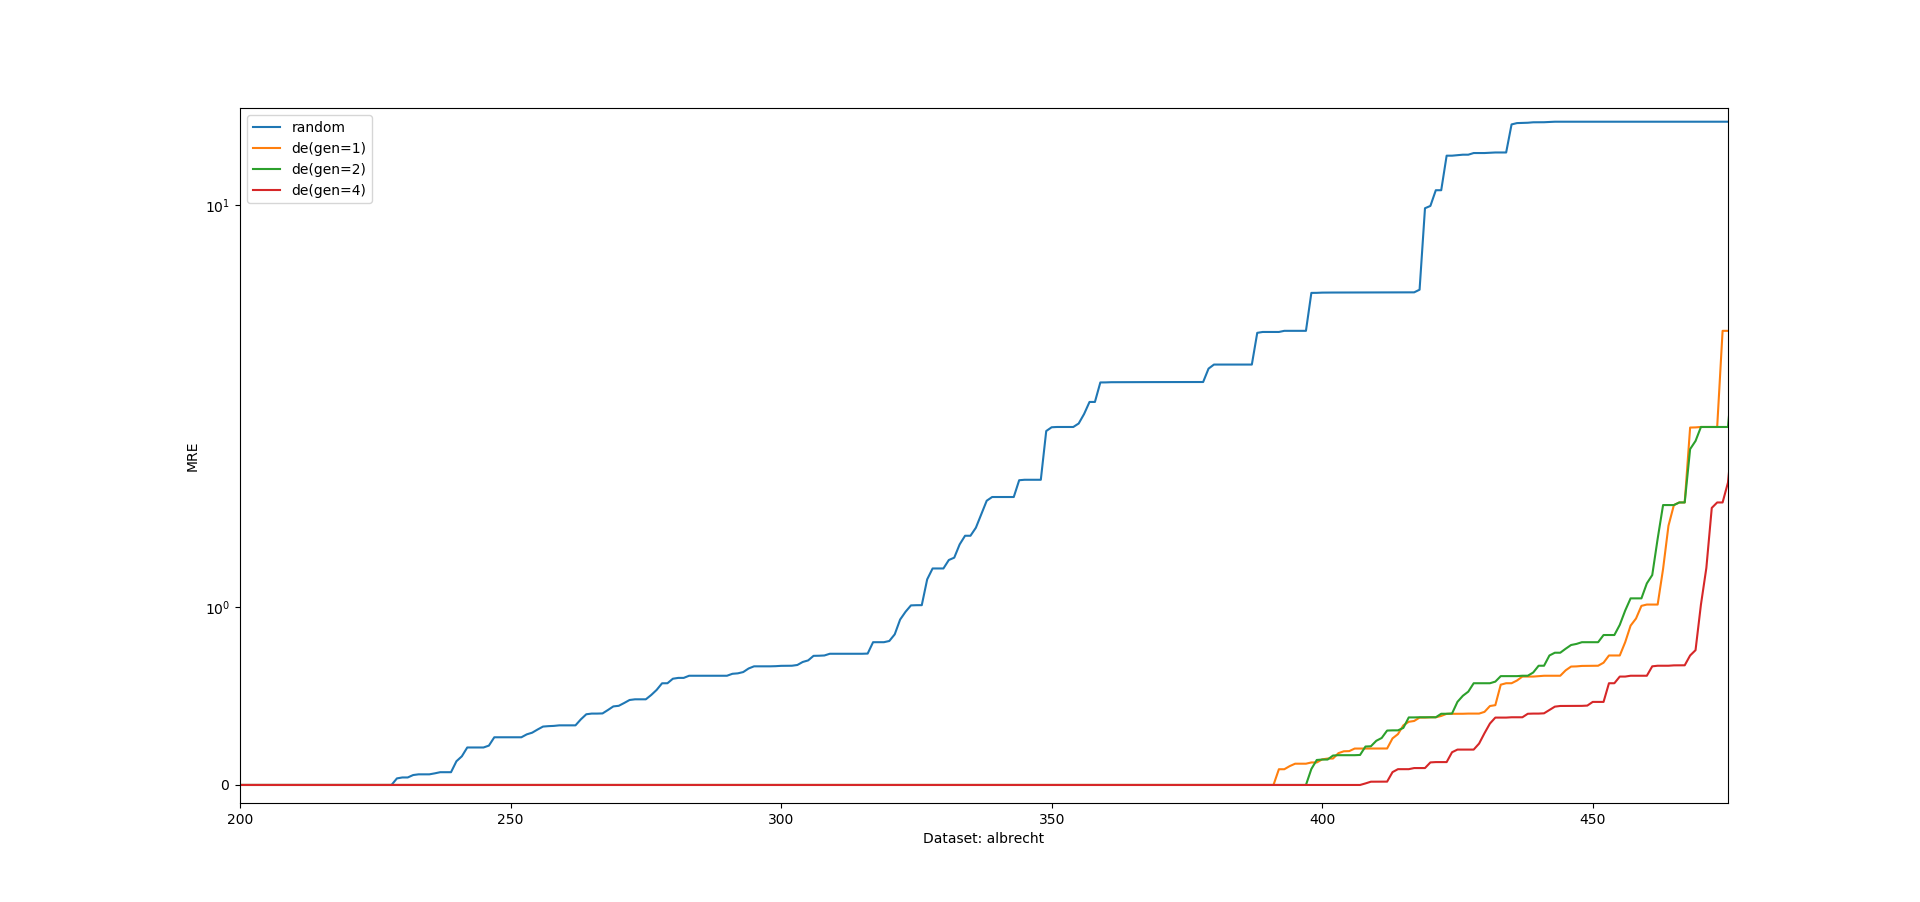 random
de(gen=1)
de(gen=2)
de(gen=4)
10¹
10⁰
0
MRE
200 250 300 350 400 450
Dataset: albrecht